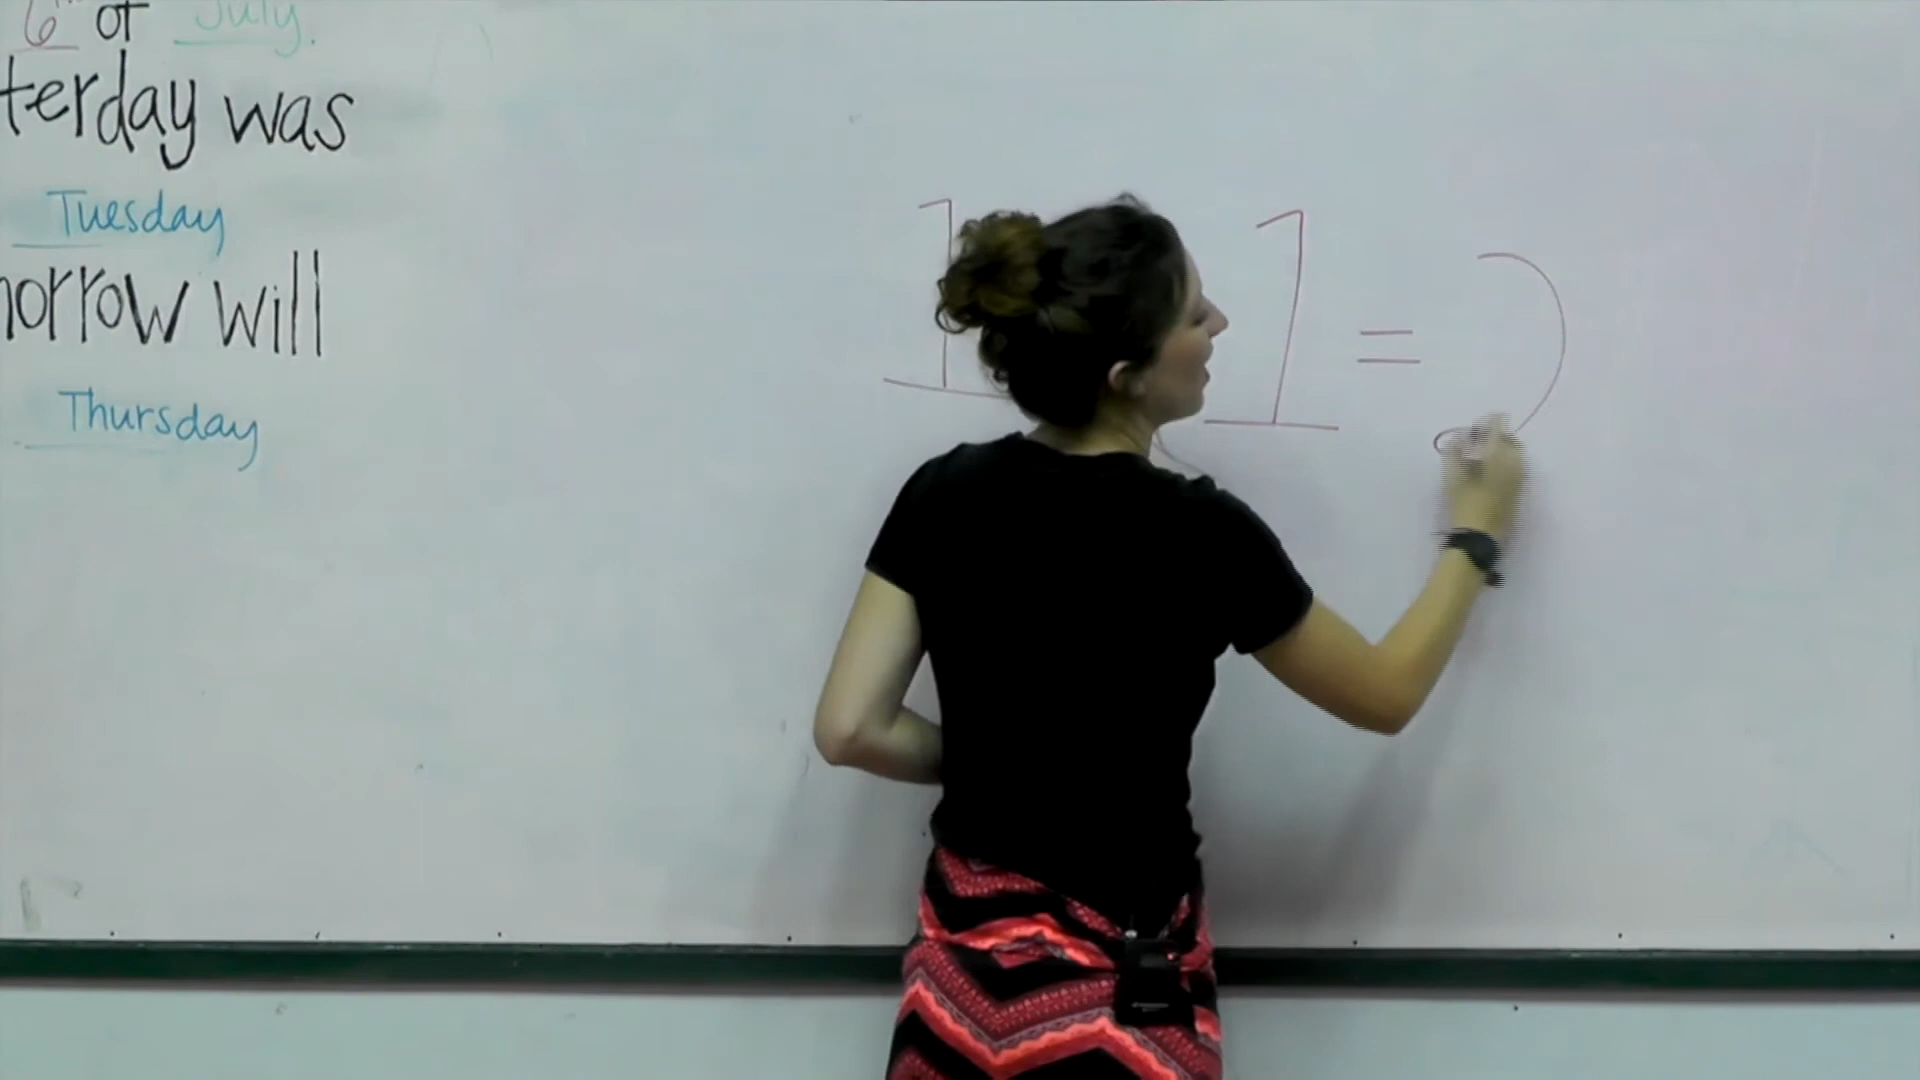 6th of July.
terday was
Tuesday
orrow will
Thursday
1 1 = 2